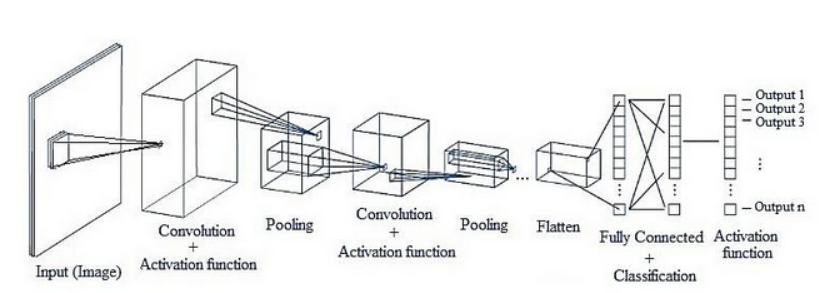 Output 1
Output 2
Output 3
...
Output n
Input (Image)
Convolution
+
Activation function
Pooling
Convolution
+
Activation function
Pooling
Flatten
Fully Connected
+
Classification
Activation
function